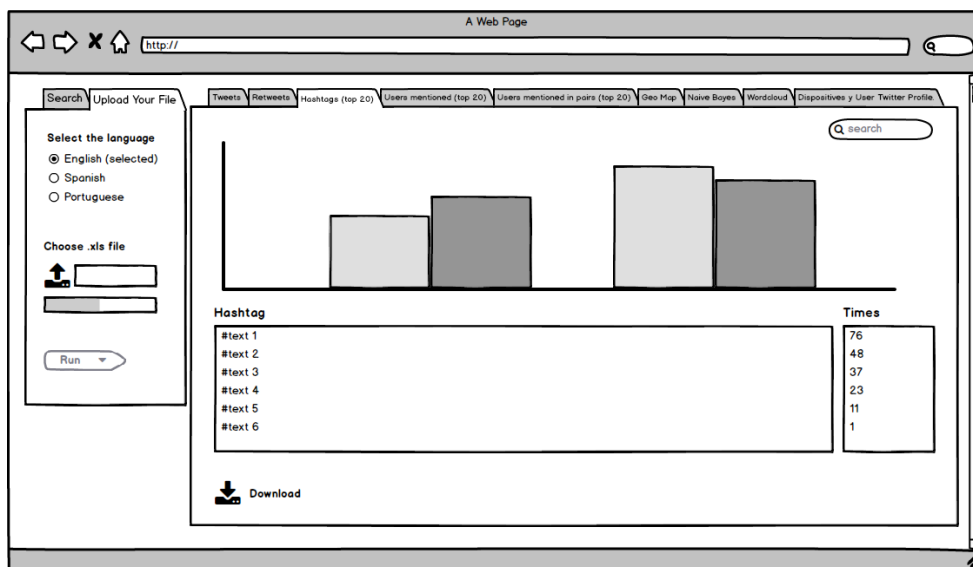 A Web Page
http://
Search Upload Your File
Tweets Retweets Hashtags (top 20) Users mentioned (top 20) Users mentioned in pairs (top 20) Geo Map Naive Bayes Wordcloud Dispositives y User Twitter Profile.
search
Select the language
English (selected)
Spanish
Portuguese
Choose .xls file
Run
Hashtag Times
#text 1 76
#text 2 48
#text 3 37
#text 4 23
#text 5 11
#text 6 1
Download